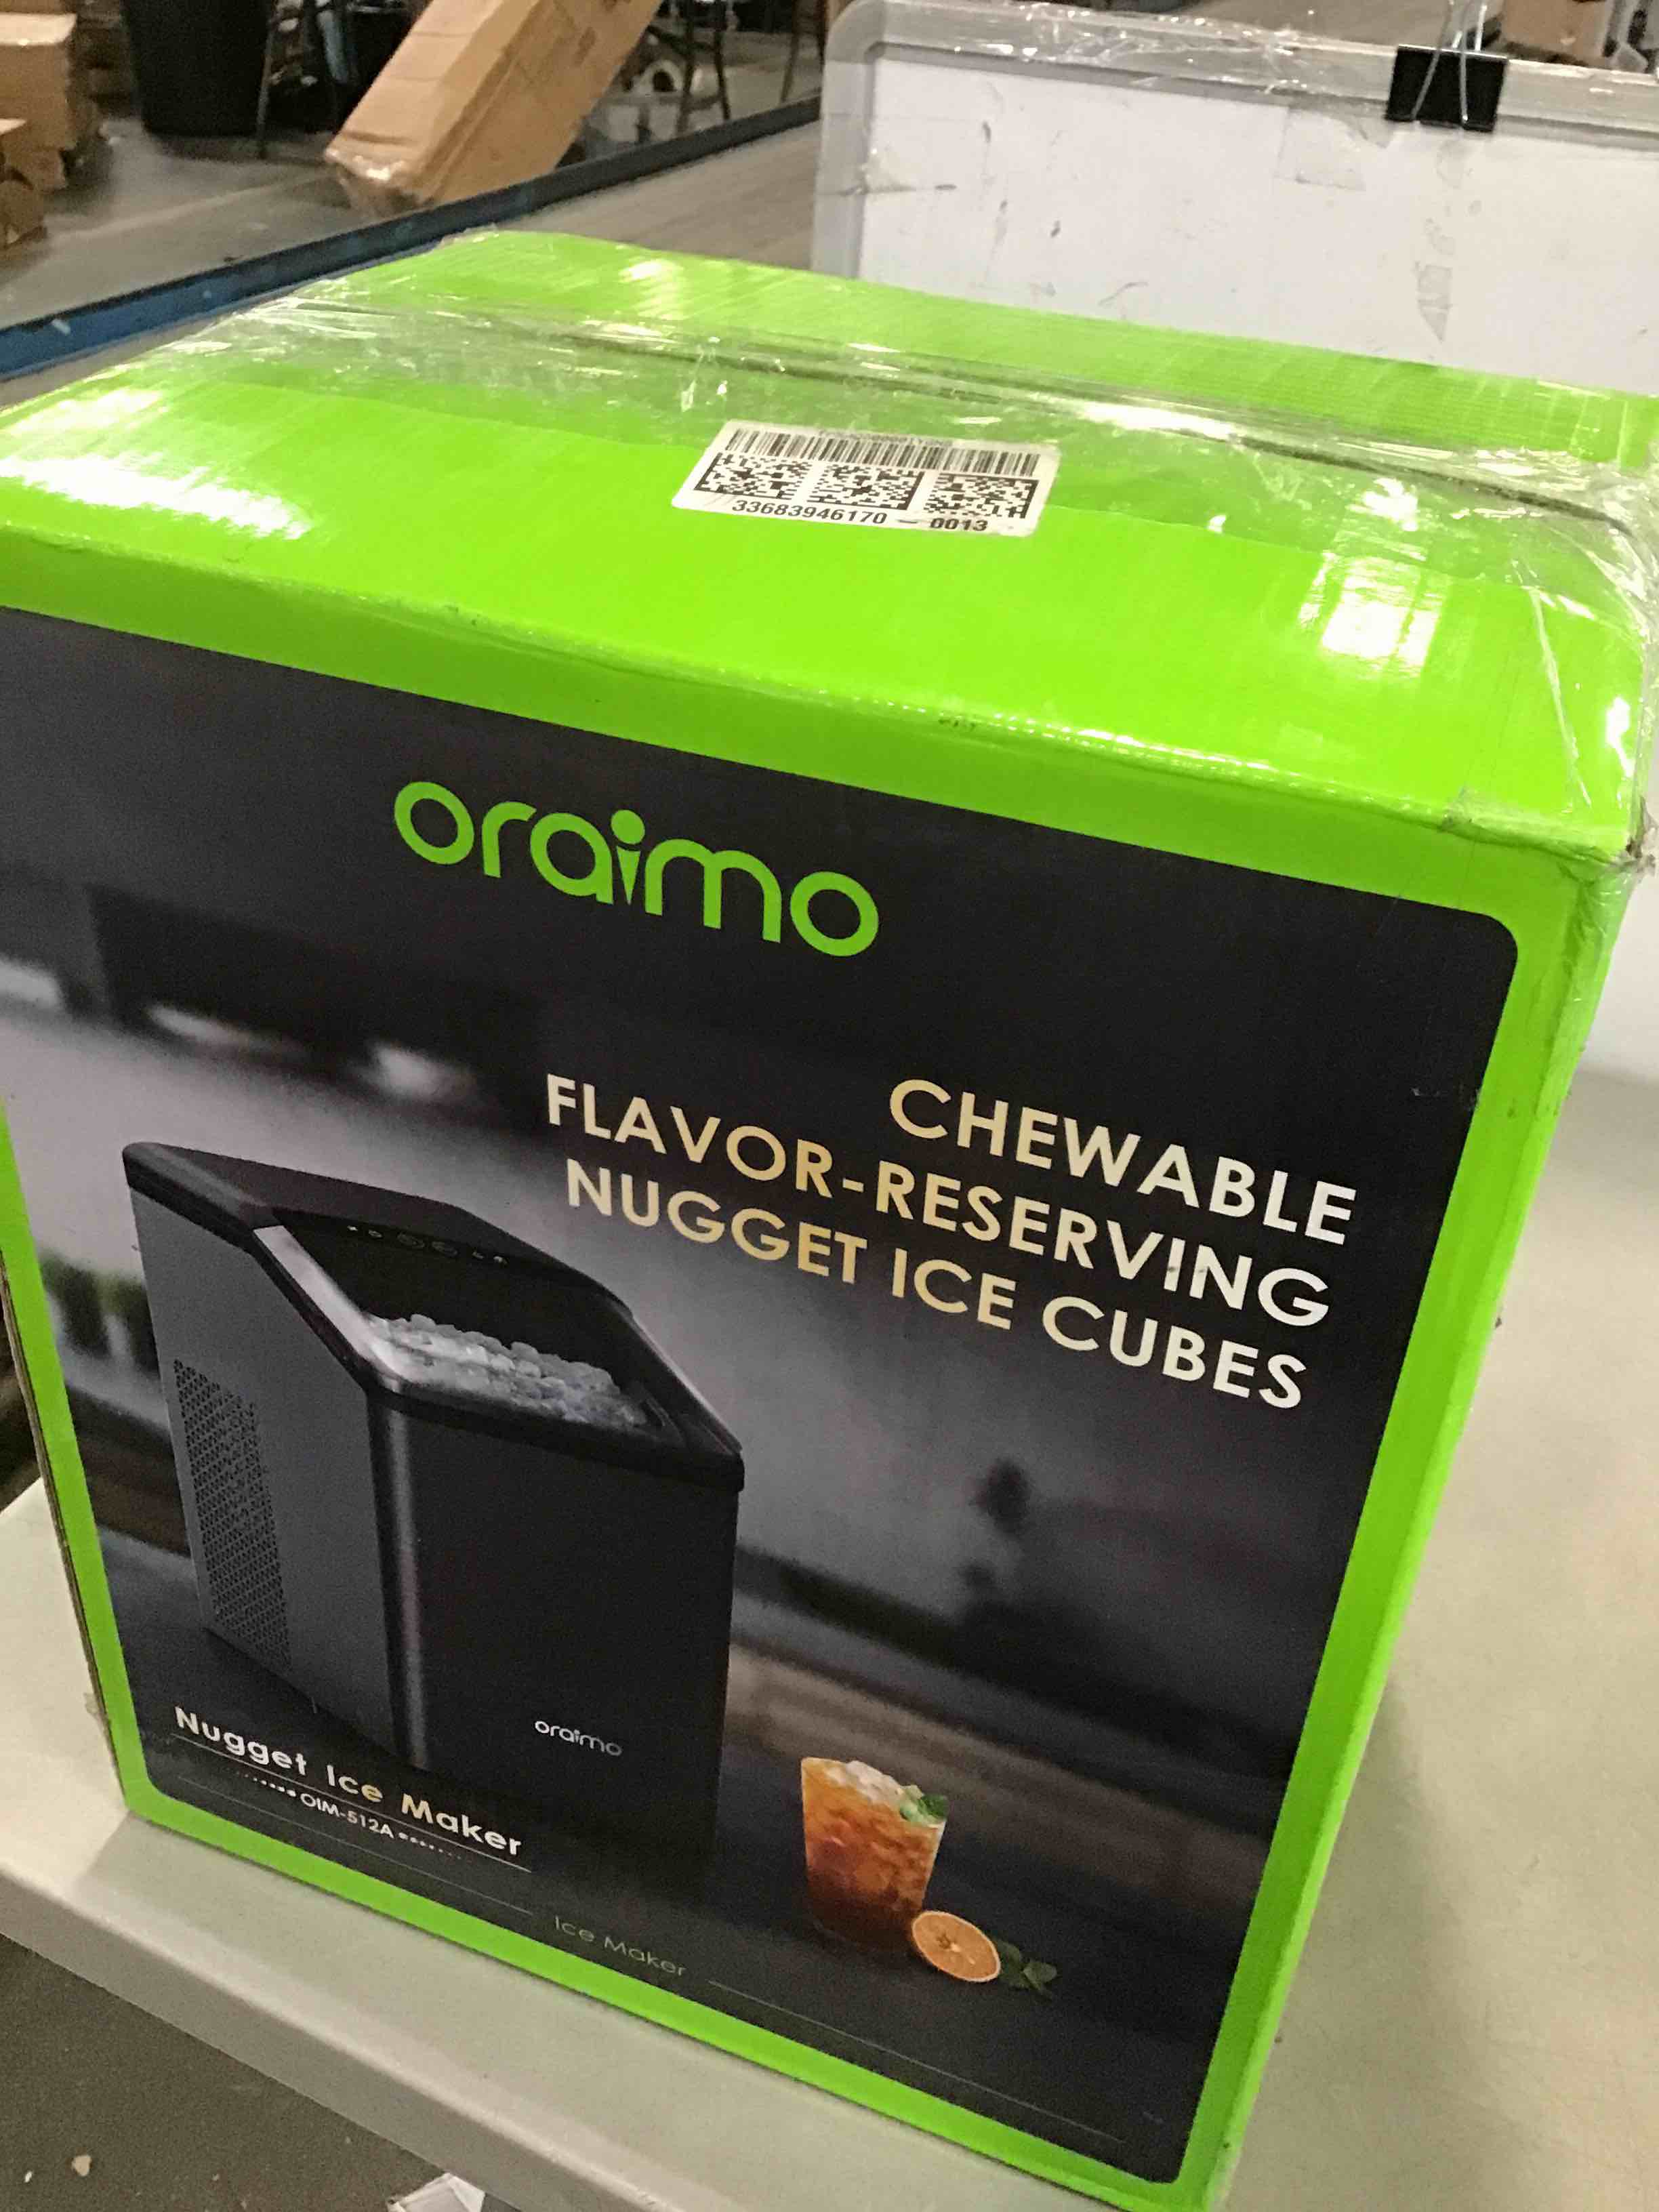 33683946170 - 0013
oraimo
CHEWABLE
FLAVOR-RESERVING
NUGGET ICE CUBES
oraimo
Nugget Ice Maker
OIM-512A
Ice Maker